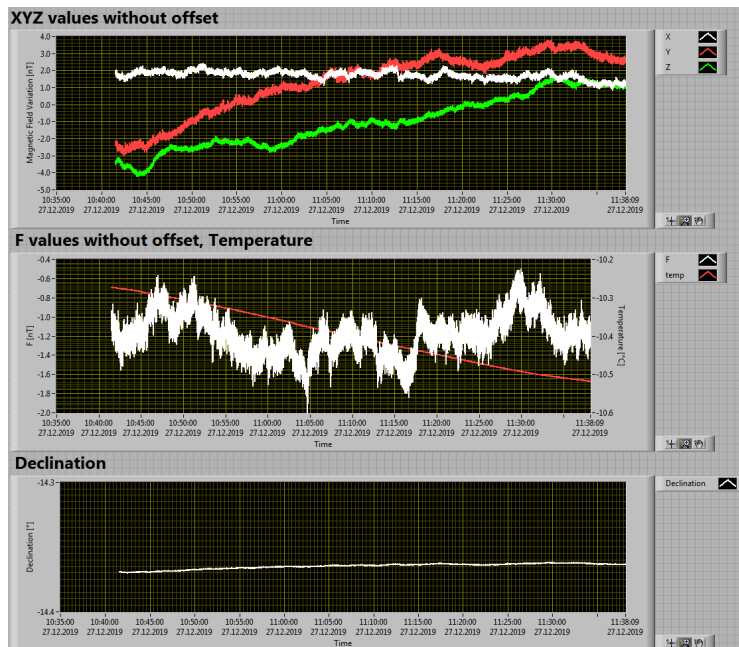 XYZ values without offset
Magnetic Field Variation [nT]
4.0
3.0
2.0
1.0
0.0
-1.0
-2.0
-3.0
-4.0
-5.0
10:35:00 10:40:00 10:45:00 10:50:00 10:55:00 11:00:00 11:05:00 11:10:00 11:15:00 11:20:00 11:25:00 11:30:00 11:38:09
27.12.2019 27.12.2019 27.12.2019 27.12.2019 27.12.2019 27.12.2019 27.12.2019 27.12.2019 27.12.2019 27.12.2019 27.12.2019 27.12.2019 27.12.2019
Time
X
Y
Z
F values without offset, Temperature
F [nT]
-0.4
-0.6
-0.8
-1.0
-1.2
-1.4
-1.6
-1.8
-2.0
-10.2
-10.3
-10.4
-10.5
-10.6
Temperature [°C]
10:35:00 10:40:00 10:45:00 10:50:00 10:55:00 11:00:00 11:05:00 11:10:00 11:15:00 11:20:00 11:25:00 11:30:00 11:38:09
27.12.2019 27.12.2019 27.12.2019 27.12.2019 27.12.2019 27.12.2019 27.12.2019 27.12.2019 27.12.2019 27.12.2019 27.12.2019 27.12.2019 27.12.2019
Time
F
temp
Declination
Declination [°]
-14.3
-14.4
10:35:00 10:40:00 10:45:00 10:50:00 10:55:00 11:00:00 11:05:00 11:10:00 11:15:00 11:20:00 11:25:00 11:30:00 11:38:09
27.12.2019 27.12.2019 27.12.2019 27.12.2019 27.12.2019 27.12.2019 27.12.2019 27.12.2019 27.12.2019 27.12.2019 27.12.2019 27.12.2019 27.12.2019
Time
Declination